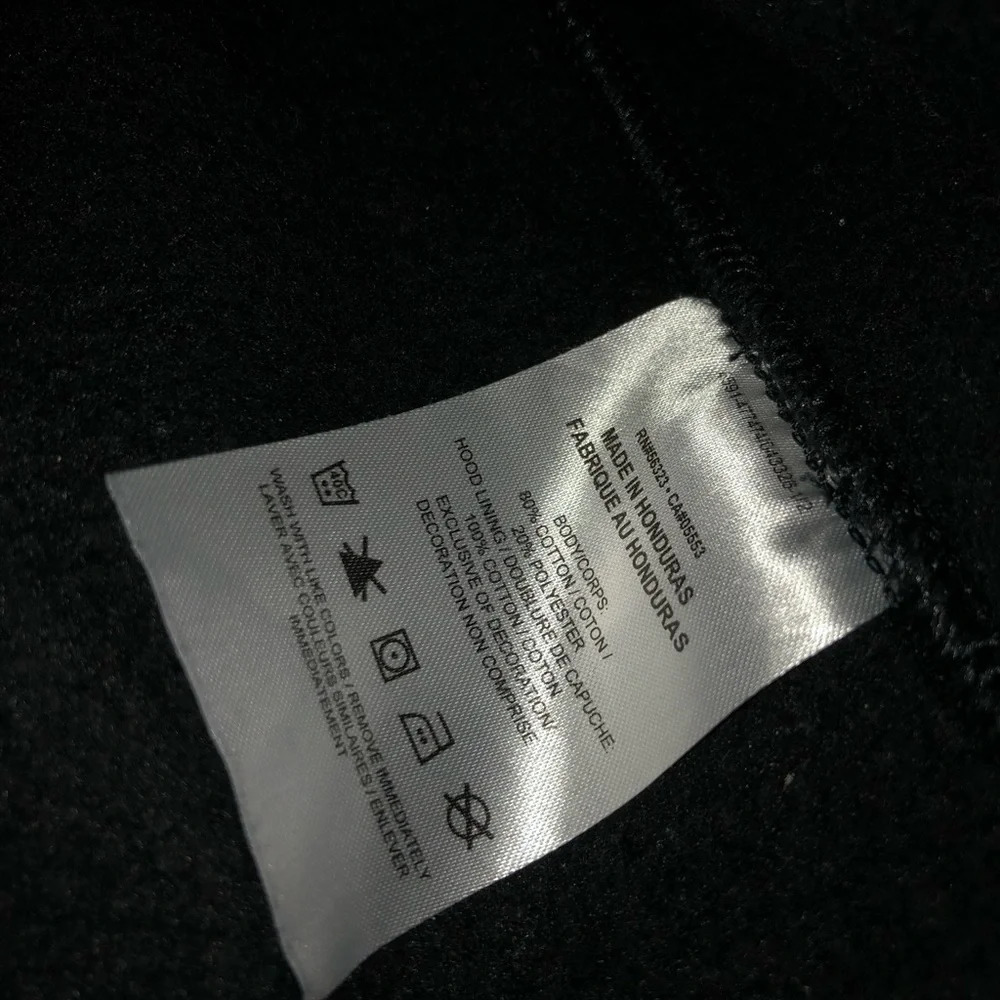 RN#66323 • CA#05553
MADE IN HONDURAS
FABRIQUE AU HONDURAS
BODY/CORPS:
80% COTTON / COTON /
20% POLYESTER
HOOD LINING / DOUBLURE DE CAPUCHE:
100% COTTON / COTON
EXCLUSIVE OF DECORATION/
DECORATION NON COMPRISE
40C
WASH WITH LIKE COLORS / REMOVE IMMEDIATELY
LAVER AVEC COULEURS SIMILAIRES / ENLEVER
IMMEDIATEMENT